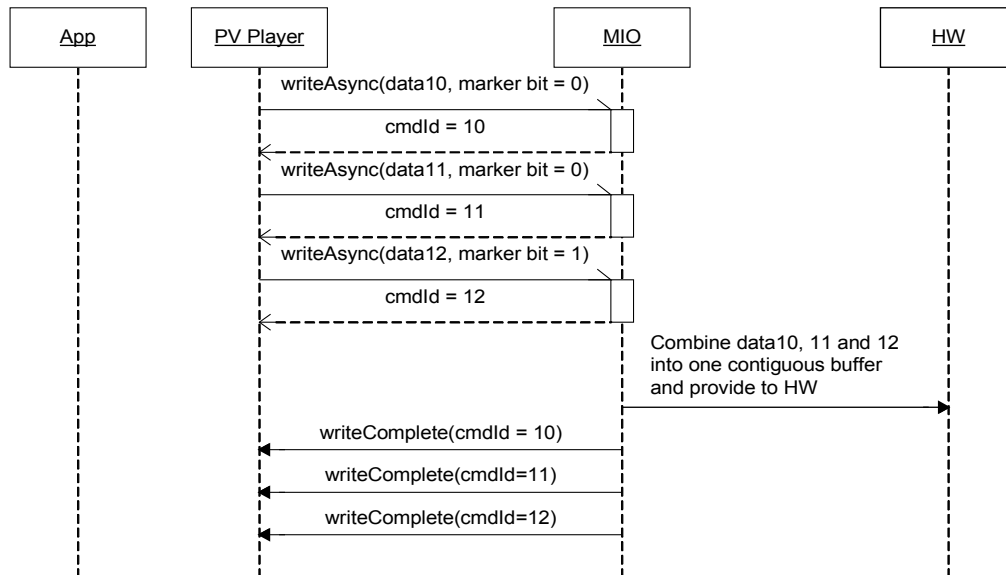 App
PV Player
MIO
HW
writeAsync(data10, marker bit = 0)
cmdId = 10
writeAsync(data11, marker bit = 0)
cmdId = 11
writeAsync(data12, marker bit = 1)
cmdId = 12
Combine data10, 11 and 12
into one contiguous buffer
and provide to HW
writeComplete(cmdId = 10)
writeComplete(cmdId=11)
writeComplete(cmdId=12)